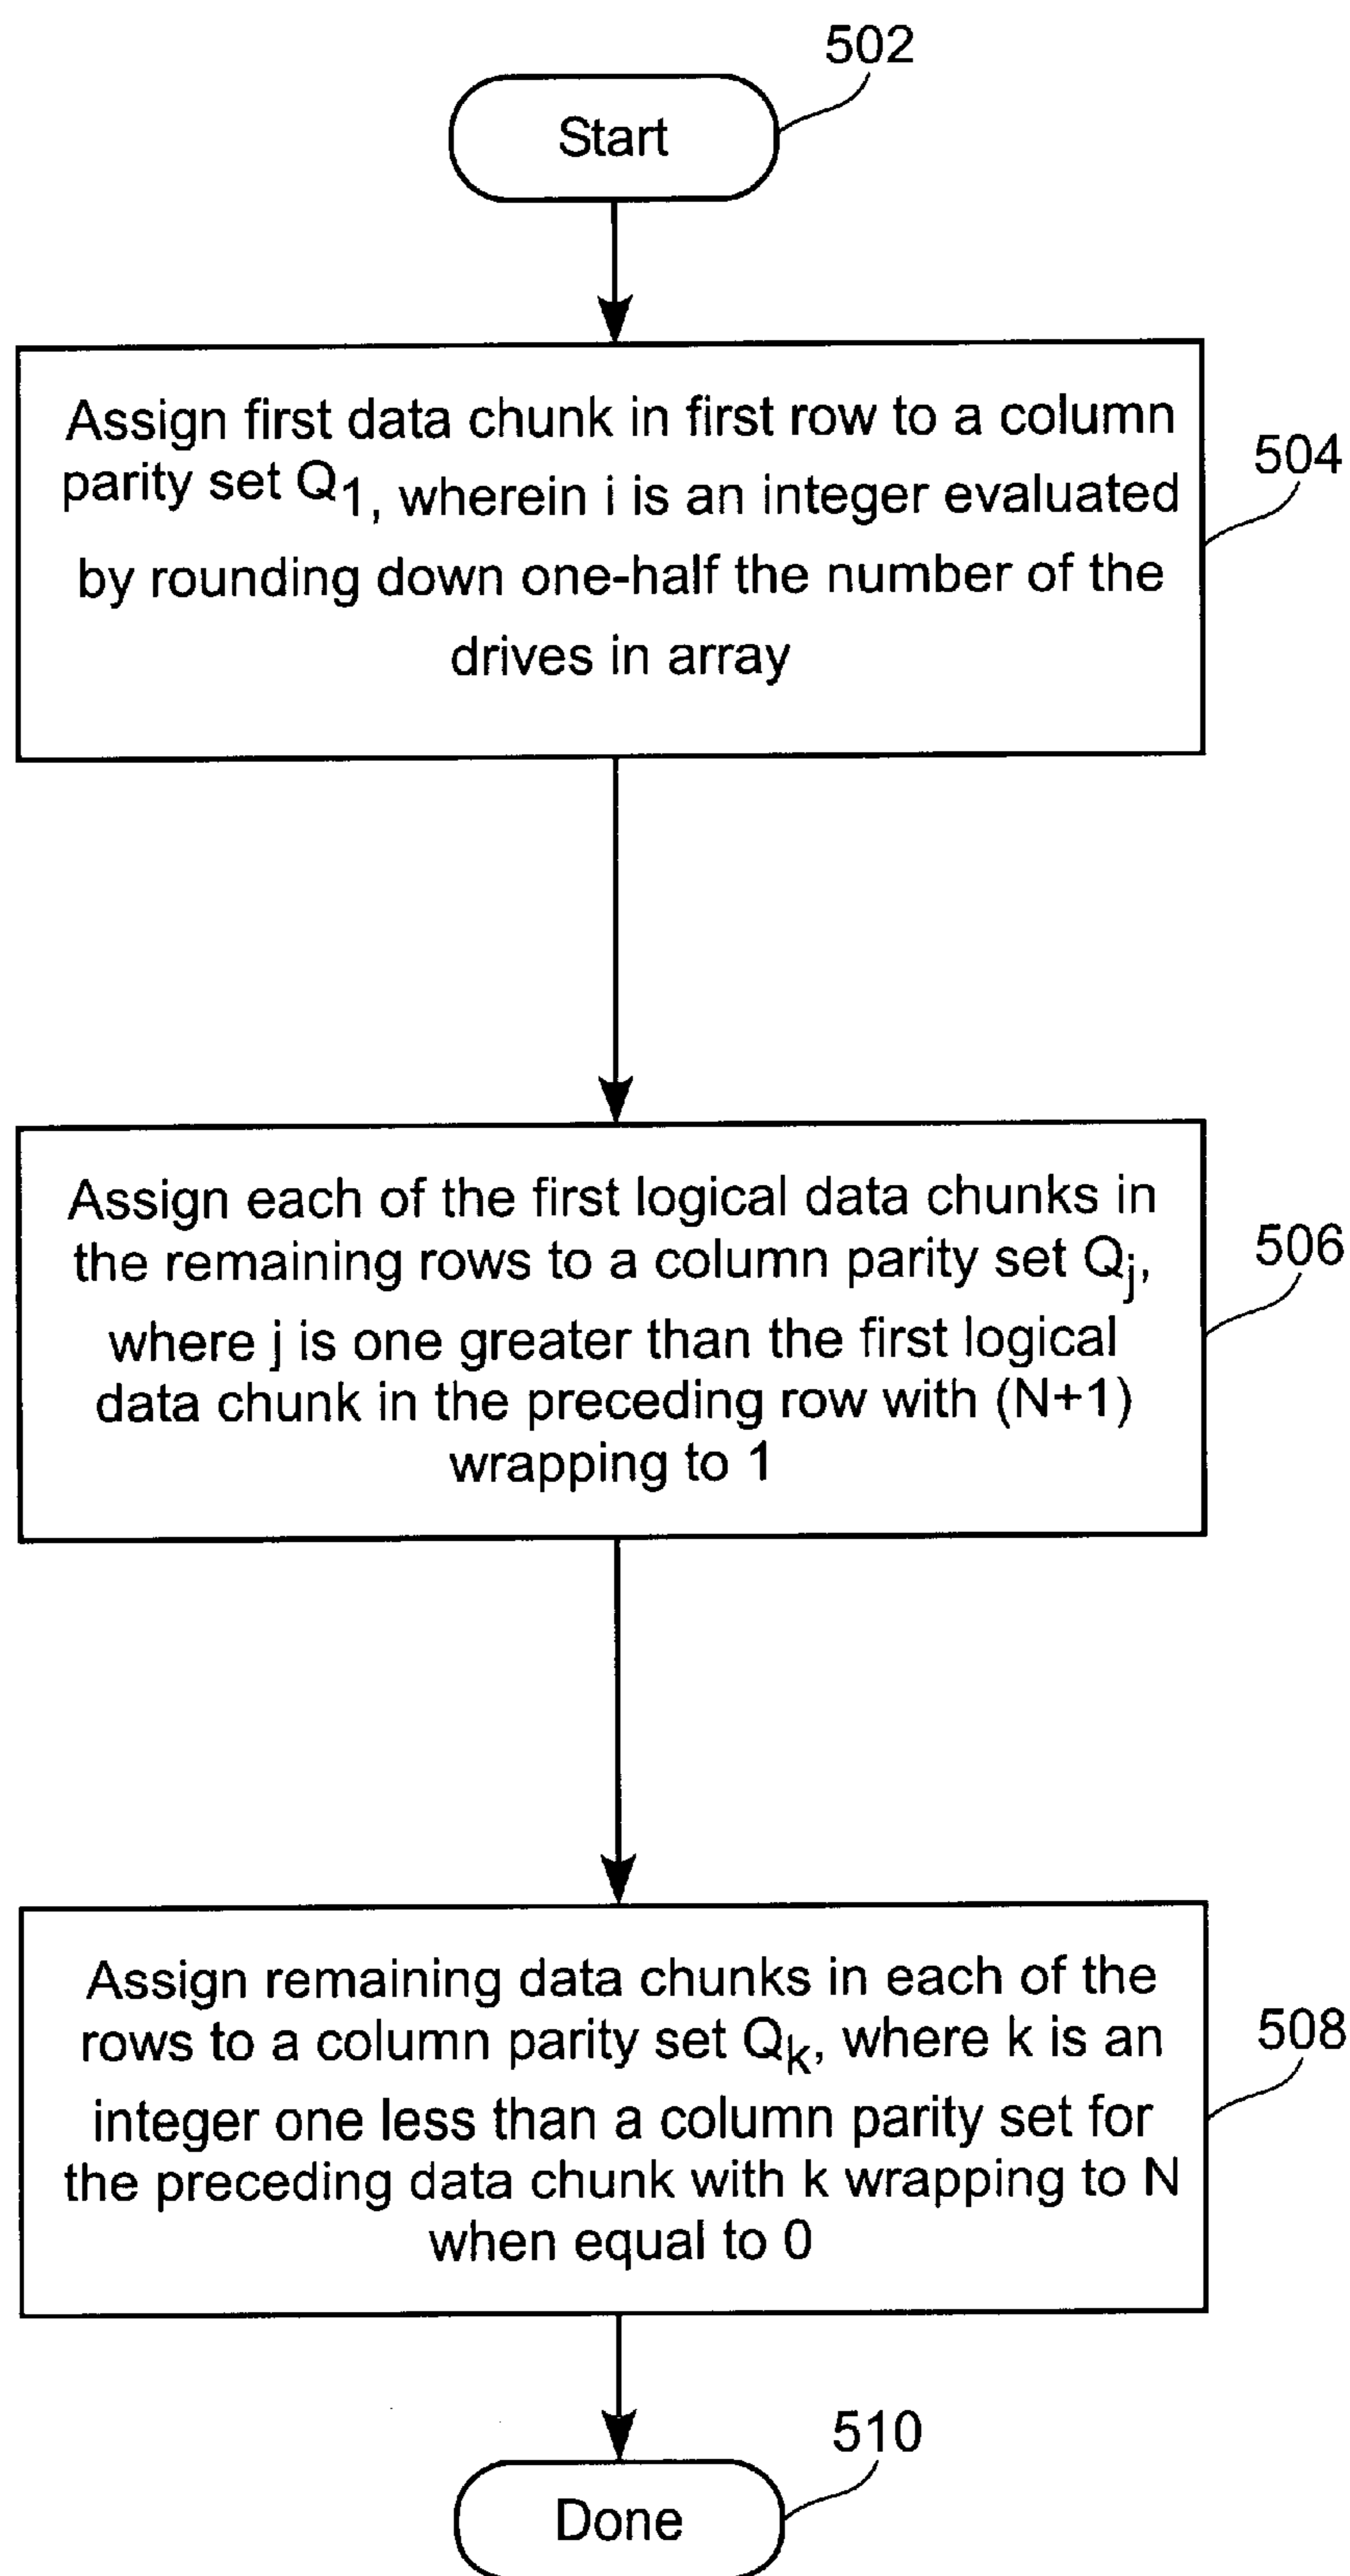 502
Start
Assign first data chunk in first row to a column
parity set Q1, wherein i is an integer evaluated
by rounding down one-half the number of the
drives in array
504
Assign each of the first logical data chunks in
the remaining rows to a column parity set Qj,
where j is one greater than the first logical
data chunk in the preceding row with (N+1)
wrapping to 1
506
Assign remaining data chunks in each of the
rows to a column parity set Qk, where k is an
integer one less than a column parity set for
the preceding data chunk with k wrapping to N
when equal to 0
508
510
Done